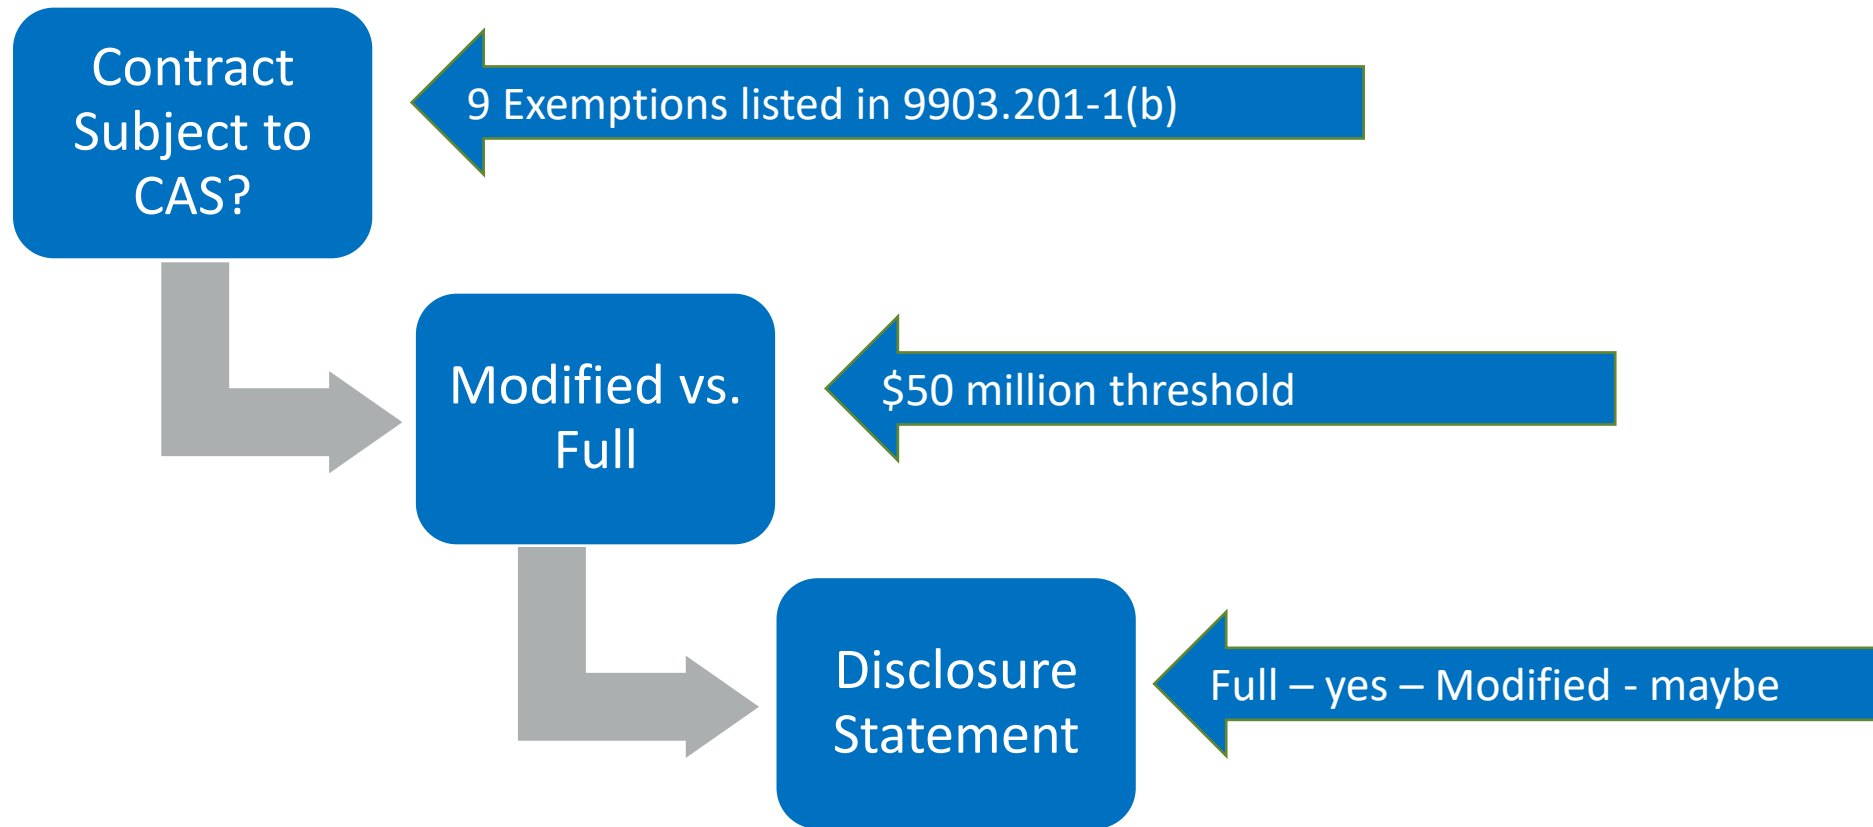 Contract
Subject to
CAS?
9 Exemptions listed in 9903.201-1(b)
Modified vs.
Full
$50 million threshold
Disclosure
Statement
Full – yes – Modified - maybe